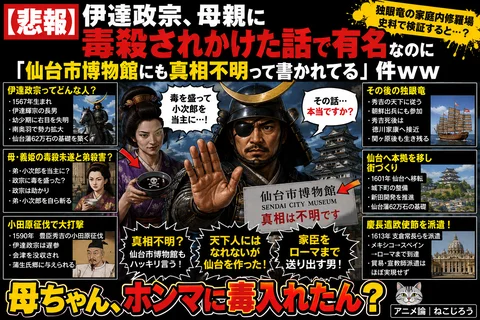 【悲報】
伊達政宗、母親に
毒殺されかけた話で有名なのに
「仙台市博物館にも真相不明って書かれてる」件ww
独眼竜の家庭内修羅場
史料で検証すると…?
伊達政宗ってどんな人?
・1567年生まれ
・伊達輝宗の長男
・幼少期に右目を失明
・南奥羽で勢力拡大
・仙台藩62万石の基礎を築く
母・義姫の毒殺未遂と弟殺害?
・弟・小次郎を当主に?
・政宗に毒を盛った?
・政宗は助かり
・弟・小次郎を自ら斬る
小田原征伐で大打撃
・1590年 豊臣秀吉の小田原征伐
・伊達政宗は遅参
・会津を没収され
・蒲生氏郷に与えられる
毒を盛って
小次郎を
当主に…!
その話…
本当ですか?
仙台市博物館
SENDAI CITY MUSEUM
真相は不明です
真相不明?
仙台市博物館も
ハッキリ言う!
天下人には
なれないが
仙台を作った!
家臣を
ローマまで
送り出す男!
その後の独眼竜
・秀吉の天下に従う
・朝鮮出兵にも参加
・秀吉死後は
徳川家康へ接近
・関ヶ原後も生き残る
仙台へ本拠を移し
街づくり
・1601年 仙台へ移転
・城下町の整備
・新田開発を推進
・仙台藩62万石の基礎
慶長遣欧使節を派遣!
・1613年 支倉常長らを派遣
・メキシコ→スペイン
→ローマまで到達
・貿易・宣教師派遣は
ほぼ実現せず
母ちゃん、ホンマに毒入れたん?
アニメ論|ねこじろう